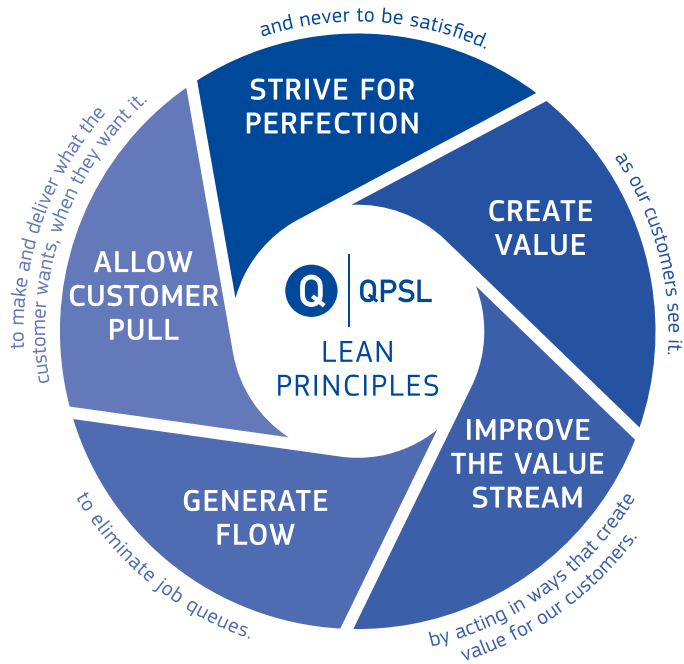 and never to be satisfied.
STRIVE FOR
PERFECTION
CREATE
VALUE
as our customers see it.
IMPROVE
THE VALUE
STREAM
by acting in ways that create
value for our customers.
GENERATE
FLOW
to eliminate job queues.
ALLOW
CUSTOMER
PULL
to make and deliver what the
customer wants, when they want it.
Q QPSL
LEAN
PRINCIPLES